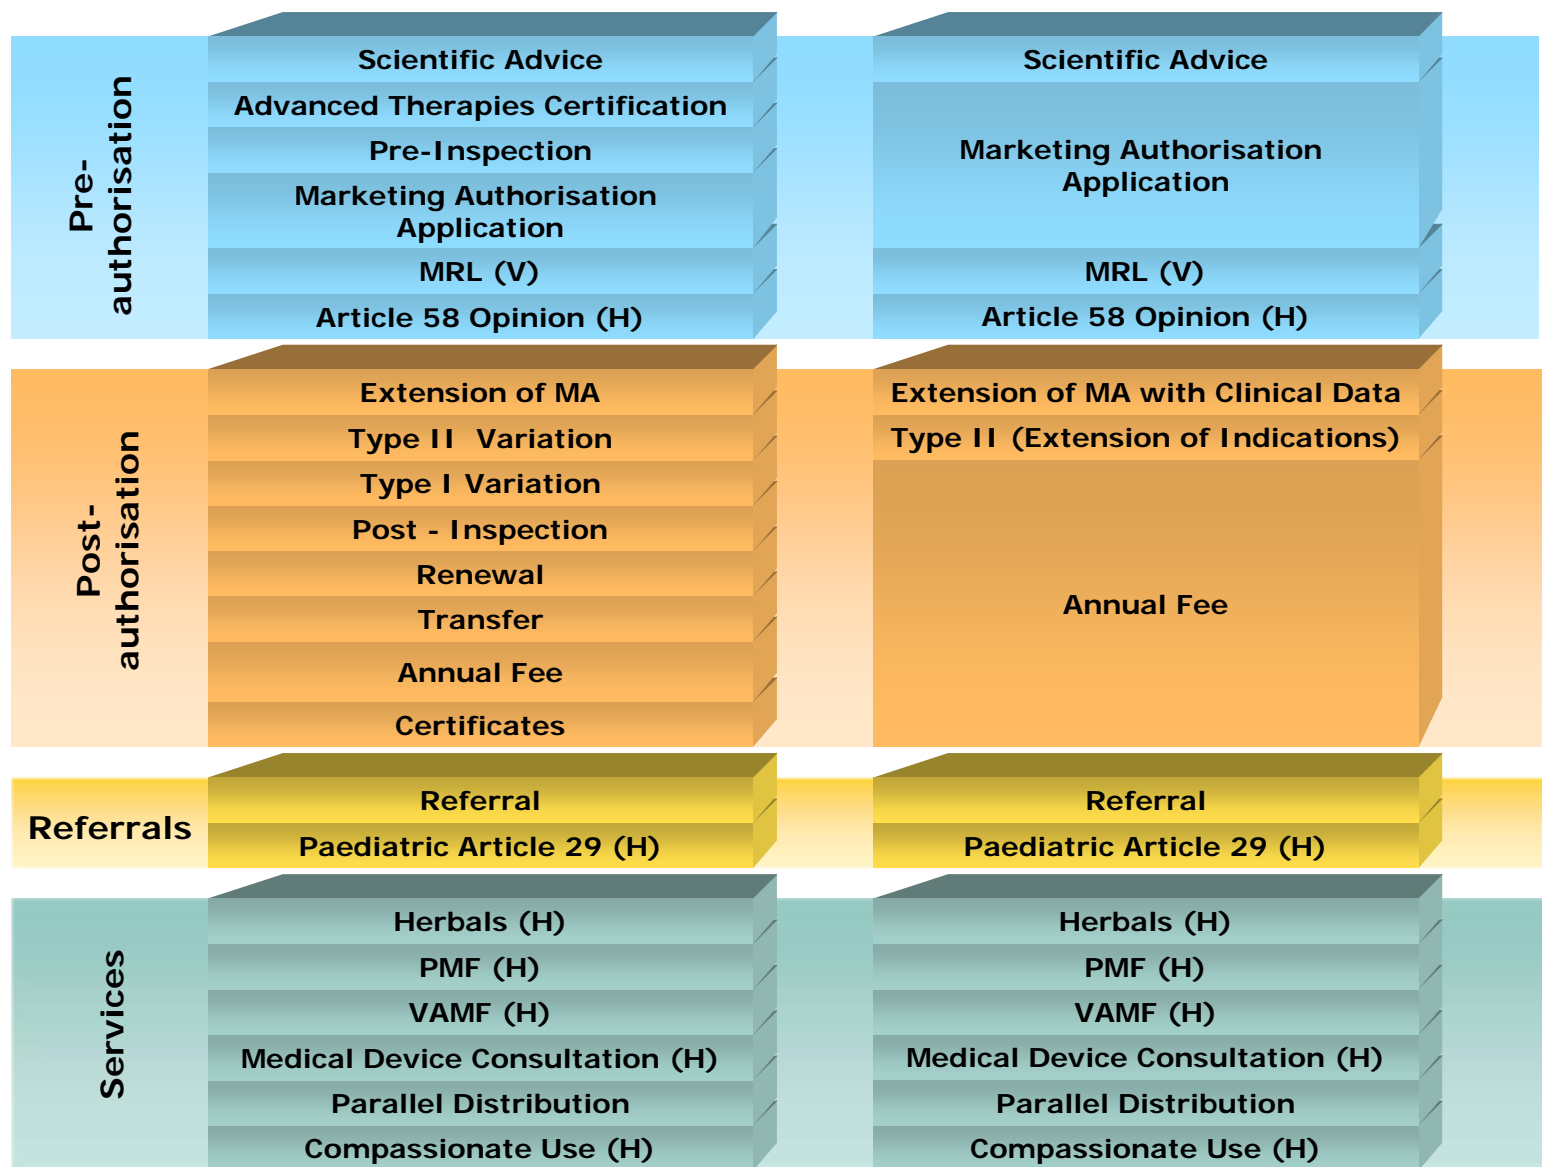 Pre-
authorisation
Scientific Advice
Advanced Therapies Certification
Pre-Inspection
Marketing Authorisation
Application
MRL (V)
Article 58 Opinion (H)
Scientific Advice
Marketing Authorisation
Application
MRL (V)
Article 58 Opinion (H)
Post-
authorisation
Extension of MA
Type II Variation
Type I Variation
Post - Inspection
Renewal
Transfer
Annual Fee
Certificates
Extension of MA with Clinical Data
Type II (Extension of Indications)
Annual Fee
Referrals
Referral
Paediatric Article 29 (H)
Referral
Paediatric Article 29 (H)
Services
Herbals (H)
PMF (H)
VAMF (H)
Medical Device Consultation (H)
Parallel Distribution
Compassionate Use (H)
Herbals (H)
PMF (H)
VAMF (H)
Medical Device Consultation (H)
Parallel Distribution
Compassionate Use (H)